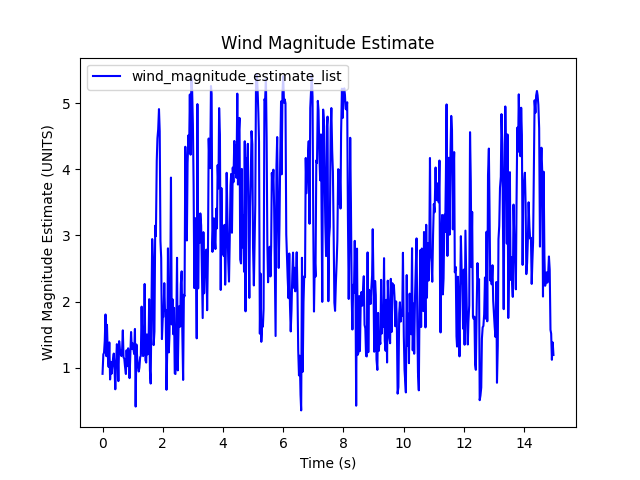 Wind Magnitude Estimate
wind_magnitude_estimate_list
Wind Magnitude Estimate (UNITS)
5
4
3
2
1
0 2 4 6 8 10 12 14
Time (s)